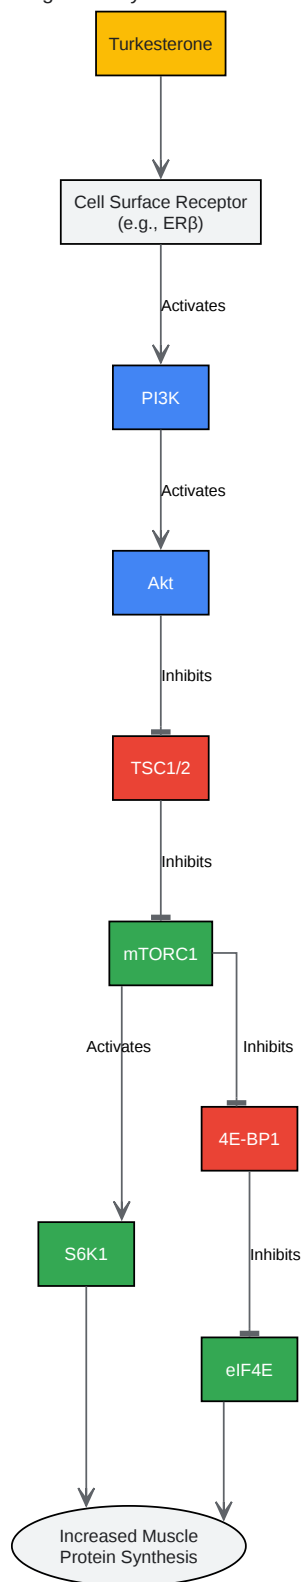 Turkesterone
Cell Surface Receptor
(e.g., ERβ)
Activates
PI3K
Activates
Akt
Inhibits
TSC1/2
Inhibits
mTORC1
Activates
Inhibits
4E-BP1
S6K1
Inhibits
eIF4E
Increased Muscle
Protein Synthesis